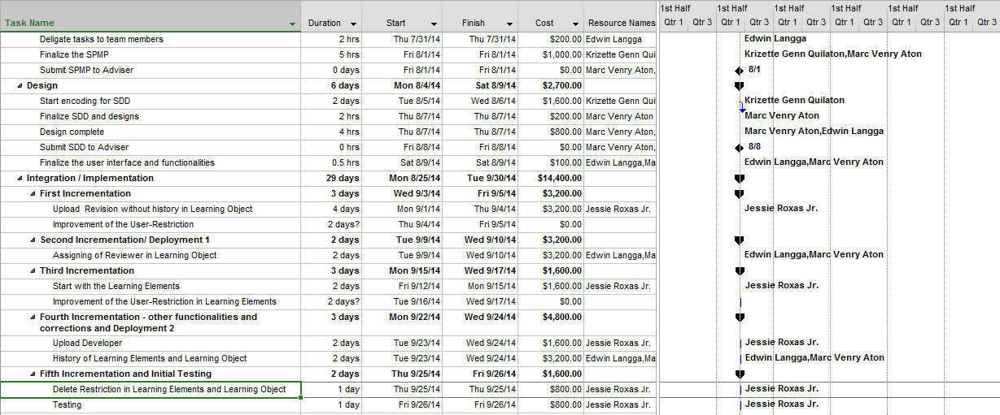 1st Half 1st Half 1st Half 1st Half 1st Half 1st Half
Task Name Duration Start Finish Cost Resource Names Qtr 1 Qtr 3 Qtr 1 Qtr 3 Qtr 1 Qtr 3 Qtr 1 Qtr 3 Qtr 1 Qtr 3 Qtr 1 Qtr 3
Deligate tasks to team members 2 hrs Thu 7/31/14 Thu 7/31/14 $200.00 Edwin Langga Edwin Langga
Finalize the SPMP 5 hrs Fri 8/1/14 Fri 8/1/14 $1,000.00 Krizette Genn Qui Krizette Genn Quilaton,Marc Venry Aton
Submit SPMP to Adviser 0 days Fri 8/1/14 Fri 8/1/14 $0.00 Marc Venry Aton, 8/1
Design 6 days Mon 8/4/14 Sat 8/9/14 $2,700.00
Start encoding for SDD 2 days Tue 8/5/14 Wed 8/6/14 $1,600.00 Krizette Genn Qui Krizette Genn Quilaton
Finalize SDD and designs 2 hrs Thu 8/7/14 Thu 8/7/14 $200.00 Marc Venry Aton Marc Venry Aton
Design complete 4 hrs Thu 8/7/14 Thu 8/7/14 $800.00 Marc Venry Aton, Marc Venry Aton,Edwin Langga
Submit SDD to Adviser 0 hrs Fri 8/8/14 Fri 8/8/14 $0.00 Marc Venry Aton, 8/8
Finalize the user interface and functionalities 0.5 hrs Sat 8/9/14 Sat 8/9/14 $100.00 Edwin Langga,Ma Edwin Langga,Marc Venry Aton
Integration / Implementation 29 days Mon 8/25/14 Tue 9/30/14 $14,400.00
First Incrementation 3 days Wed 9/3/14 Fri 9/5/14 $3,200.00
Upload Revision without history in Learning Object 4 days Mon 9/1/14 Thu 9/4/14 $3,200.00 Jessie Roxas Jr. Jessie Roxas Jr.
Improvement of the User-Restriction 2 days? Thu 9/4/14 Fri 9/5/14 $0.00
Second Incrementation/ Deployment 1 2 days Tue 9/9/14 Wed 9/10/14 $3,200.00
Assigning of Reviewer in Learning Object 2 days Tue 9/9/14 Wed 9/10/14 $3,200.00 Edwin Langga,Ma Edwin Langga,Marc Venry Aton
Third Incrementation 3 days Mon 9/15/14 Wed 9/17/14 $1,600.00
Start with the Learning Elements 2 days Fri 9/12/14 Mon 9/15/14 $1,600.00 Jessie Roxas Jr. Jessie Roxas Jr.
Improvement of the User-Restriction in Learning Elements 2 days? Tue 9/16/14 Wed 9/17/14 $0.00
Fourth Incrementation - other functionalities and 3 days Mon 9/22/14 Wed 9/24/14 $4,800.00
corrections and Deployment 2
Upload Developer 2 days Tue 9/23/14 Wed 9/24/14 $1,600.00 Jessie Roxas Jr. Jessie Roxas Jr.
History of Learning Elements and Learning Object 2 days Tue 9/23/14 Wed 9/24/14 $3,200.00 Edwin Langga,Ma Edwin Langga,Marc Venry Aton
Fifth Incrementation and Initial Testing 2 days Thu 9/25/14 Fri 9/26/14 $1,600.00
Delete Restriction in Learning Elements and Learning Object 1 day Thu 9/25/14 Thu 9/25/14 $800.00 Jessie Roxas Jr. Jessie Roxas Jr.
Testing 1 day Fri 9/26/14 Fri 9/26/14 $800.00 Jessie Roxas Jr. Jessie Roxas Jr.